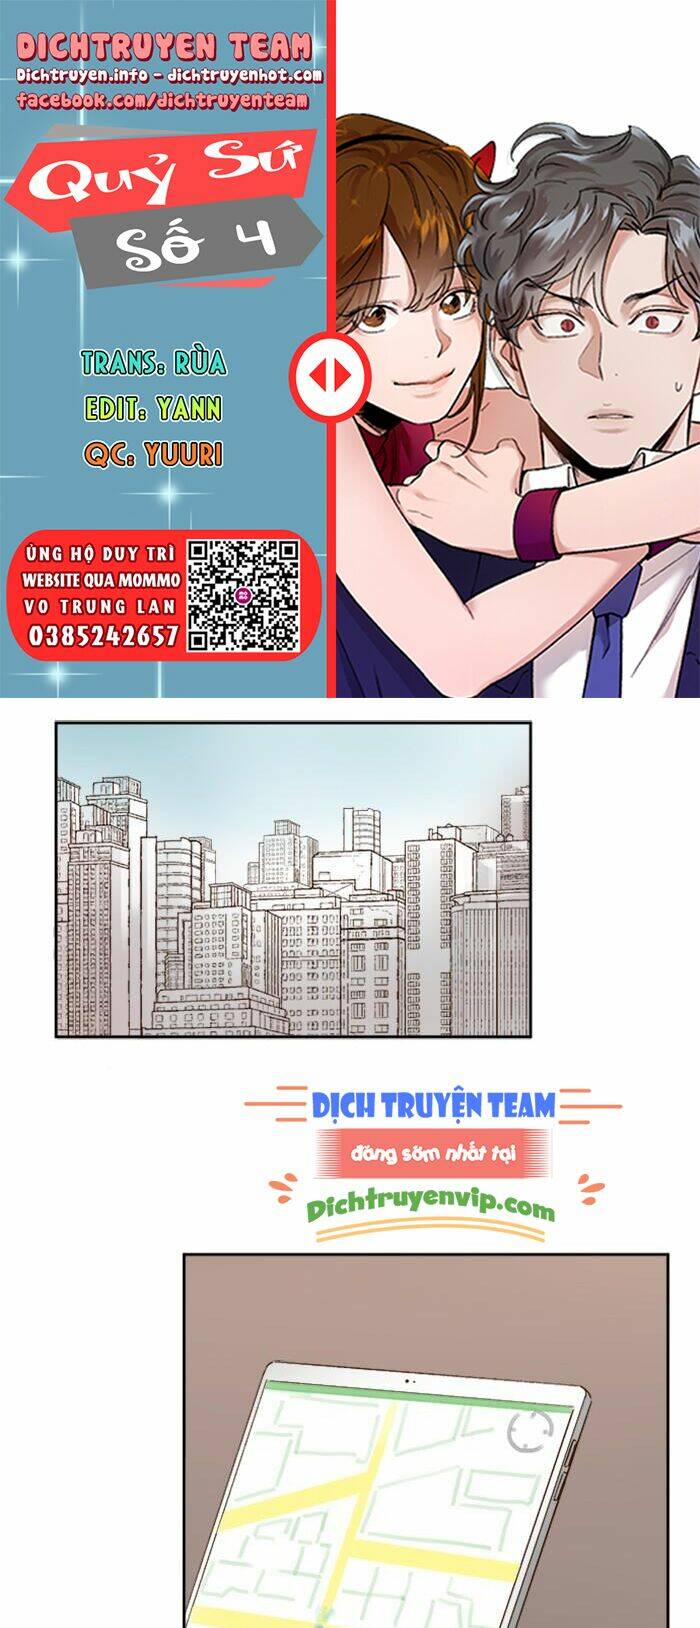 DICHTRUYEN TEAM
Dichtruyen.info - dichtruyenhot.com
facebook.com/dichtruyenteam
Quỷ Sứ
Số 4
TRANS: RÙA
EDIT: YANN
QC: YUURI
ỦNG HỘ DUY TRÌ
WEBSITE QUA MOMMO
VO TRUNG LAN
0385242657
DỊCH TRUYỆN TEAM
đăng sớm nhất tại
Dichtruyenvip.com